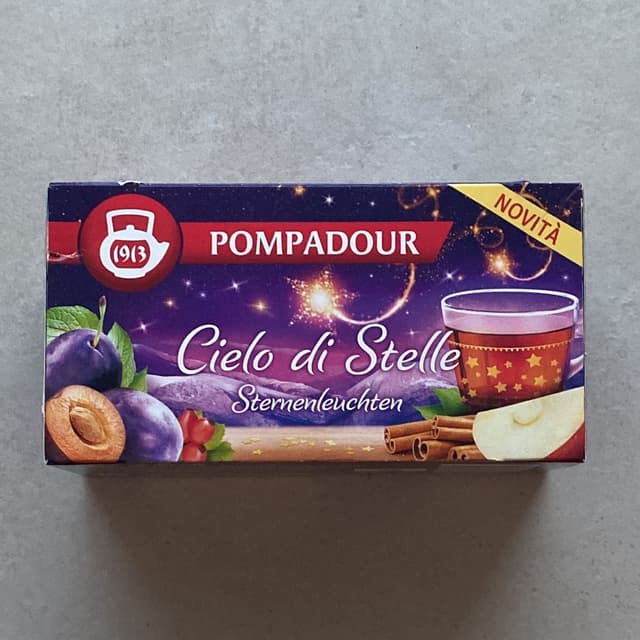 NOVITÀ
1913
POMPADOUR
Cielo di Stelle
Sternenleuchten